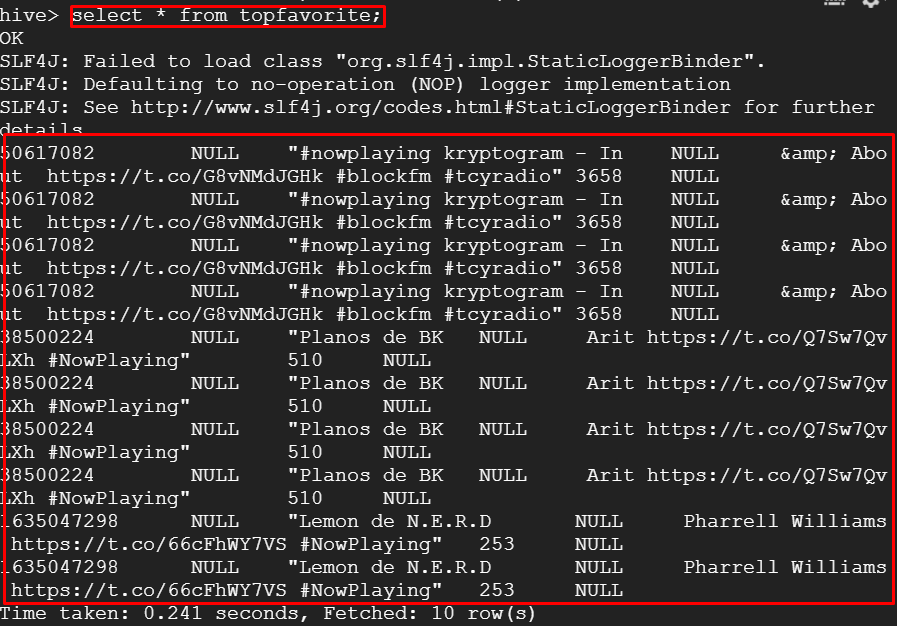 hive> select * from topfavorite;
OK
SLF4J: Failed to load class "org.slf4j.impl.StaticLoggerBinder".
SLF4J: Defaulting to no-operation (NOP) logger implementation
SLF4J: See http://www.slf4j.org/codes.html#StaticLoggerBinder for further
details
50617082 NULL "#nowplaying kryptogram - In NULL &amp; Abo
ut https://t.co/G8vNMdJGHk #blockfm #tcyradio" 3658 NULL
50617082 NULL "#nowplaying kryptogram - In NULL &amp; Abo
ut https://t.co/G8vNMdJGHk #blockfm #tcyradio" 3658 NULL
50617082 NULL "#nowplaying kryptogram - In NULL &amp; Abo
ut https://t.co/G8vNMdJGHk #blockfm #tcyradio" 3658 NULL
50617082 NULL "#nowplaying kryptogram - In NULL &amp; Abo
ut https://t.co/G8vNMdJGHk #blockfm #tcyradio" 3658 NULL
38500224 NULL "Planos de BK NULL Arit https://t.co/Q7Sw7Qv
LXh #NowPlaying" 510 NULL
38500224 NULL "Planos de BK NULL Arit https://t.co/Q7Sw7Qv
LXh #NowPlaying" 510 NULL
38500224 NULL "Planos de BK NULL Arit https://t.co/Q7Sw7Qv
LXh #NowPlaying" 510 NULL
38500224 NULL "Planos de BK NULL Arit https://t.co/Q7Sw7Qv
LXh #NowPlaying" 510 NULL
1635047298 NULL "Lemon de N.E.R.D NULL Pharrell Williams
https://t.co/66cFhWY7VS #NowPlaying" 253 NULL
1635047298 NULL "Lemon de N.E.R.D NULL Pharrell Williams
https://t.co/66cFhWY7VS #NowPlaying" 253 NULL
Time taken: 0.241 seconds, Fetched: 10 row(s)